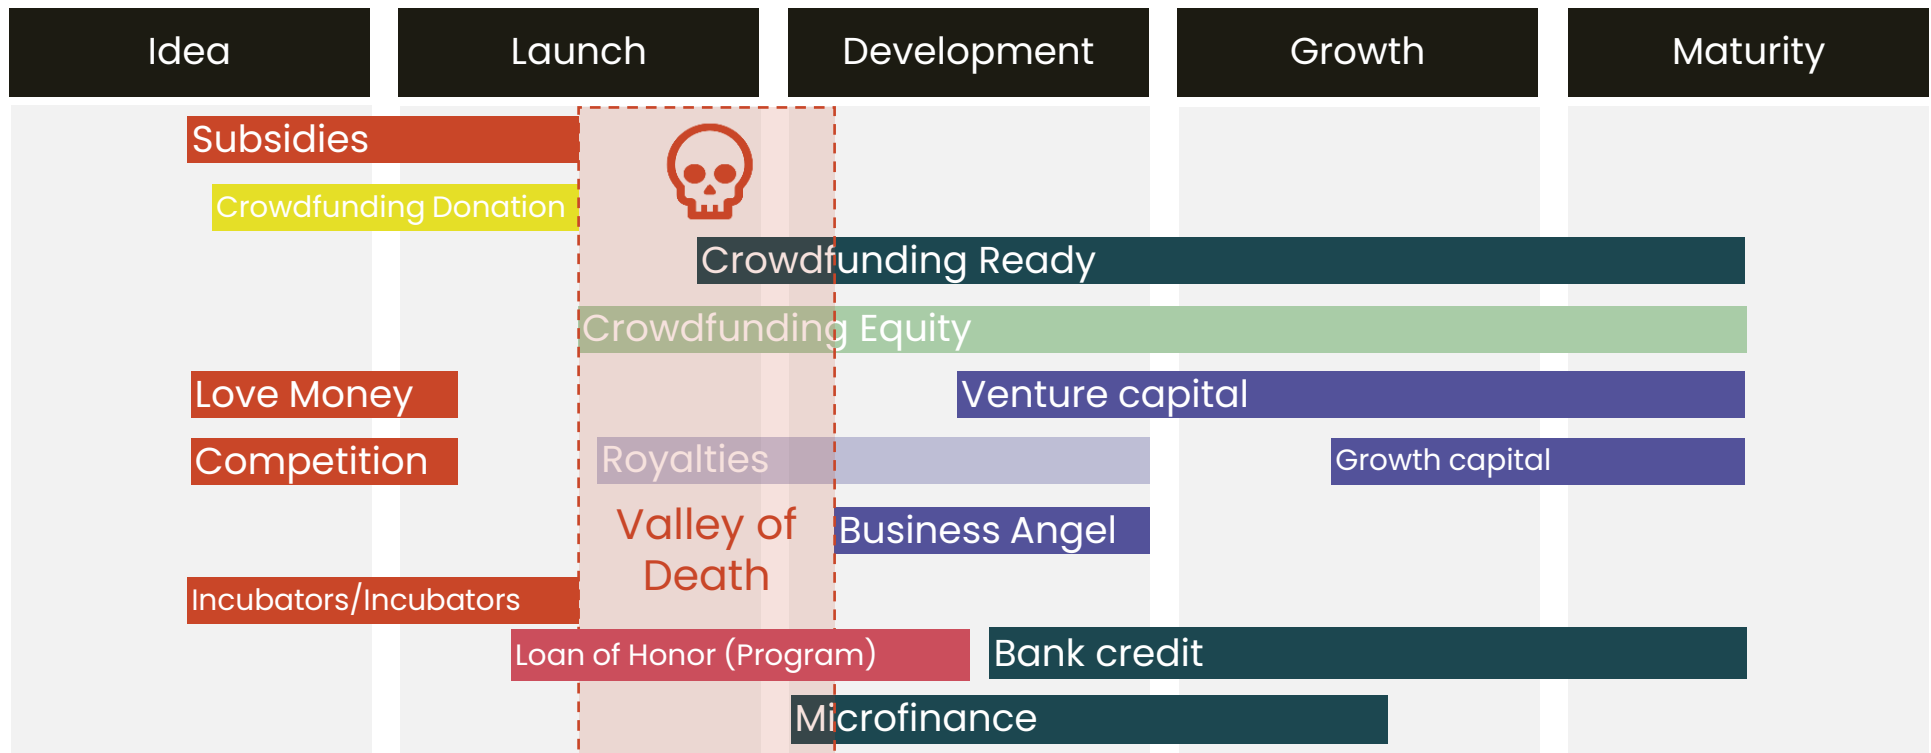 Idea
Launch
Development
Growth
Maturity
Subsidies
Crowdfunding Donation
Crowdfunding Ready
Crowdfunding Equity
Love Money
Venture capital
Competition
Royalties
Growth capital
Valley of
Death
Business Angel
Incubators/Incubators
Loan of Honor (Program)
Bank credit
Microfinance